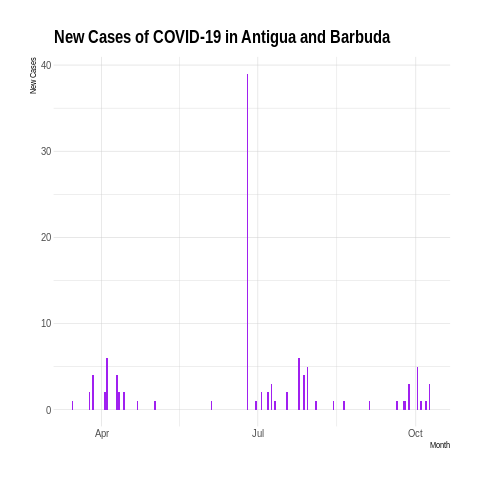 New Cases of COVID-19 in Antigua and Barbuda
New Cases
40
30
20
10
0
Apr
Jul
Oct
Month